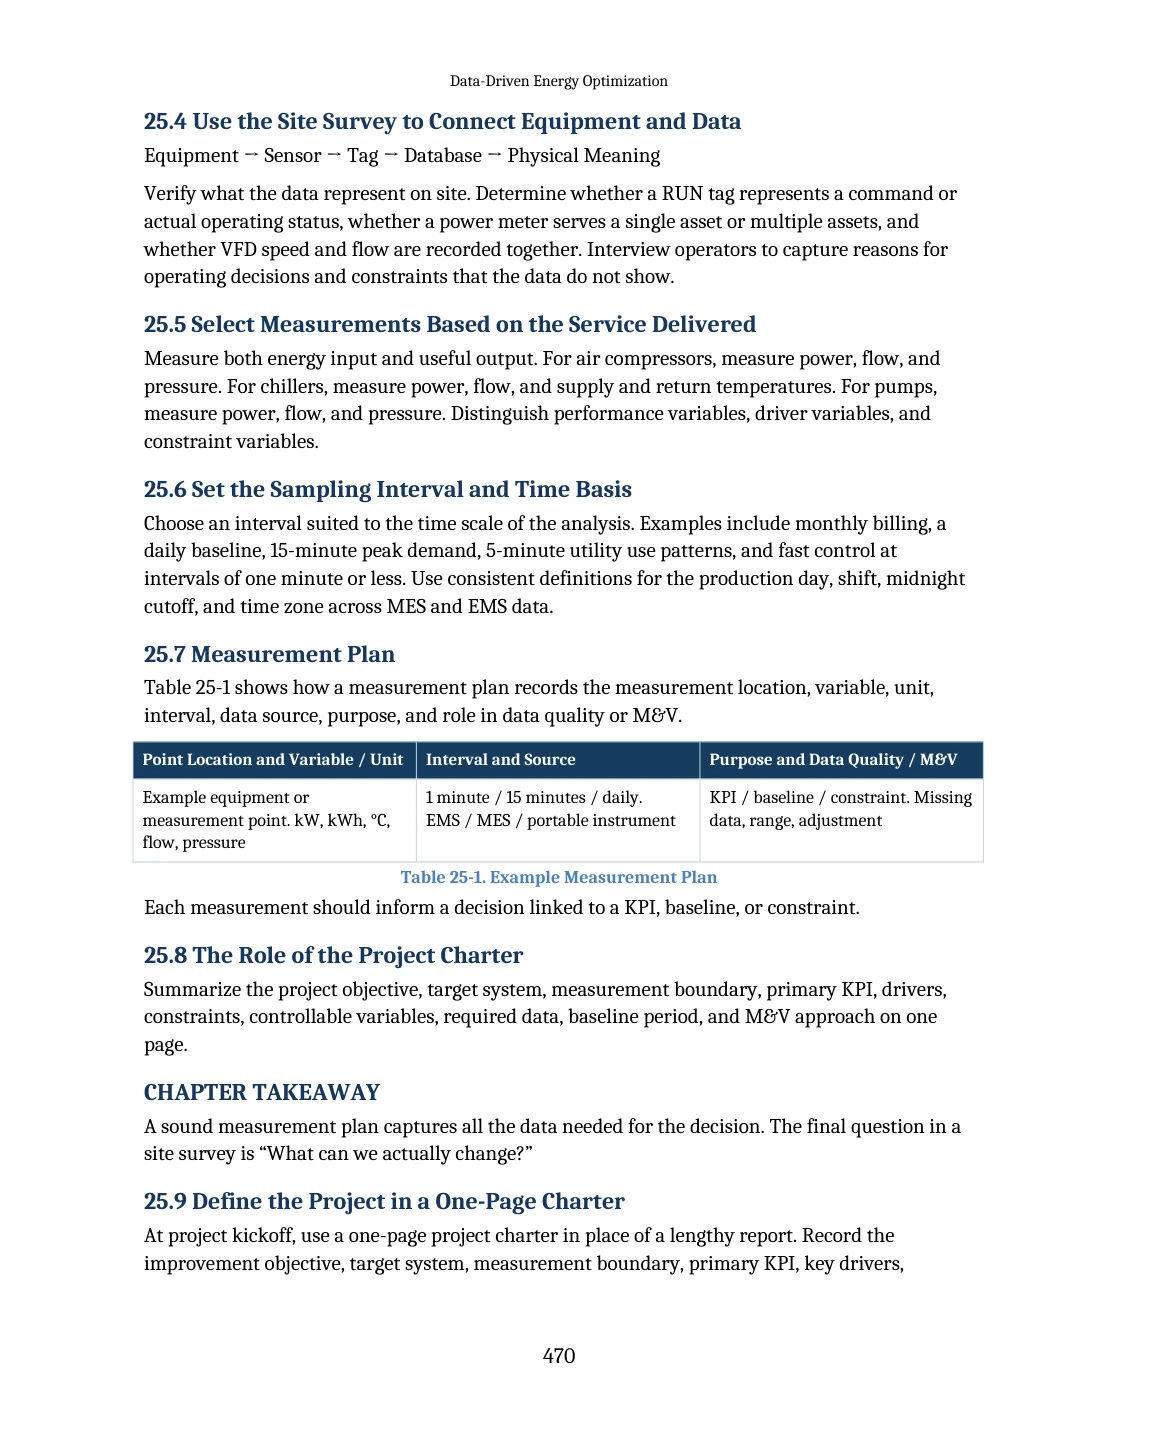 Data-Driven Energy Optimization
25.4 Use the Site Survey to Connect Equipment and Data
Equipment → Sensor → Tag → Database → Physical Meaning
Verify what the data represent on site. Determine whether a RUN tag represents a command or
actual operating status, whether a power meter serves a single asset or multiple assets, and
whether VFD speed and flow are recorded together. Interview operators to capture reasons for
operating decisions and constraints that the data do not show.
25.5 Select Measurements Based on the Service Delivered
Measure both energy input and useful output. For air compressors, measure power, flow, and
pressure. For chillers, measure power, flow, and supply and return temperatures. For pumps,
measure power, flow, and pressure. Distinguish performance variables, driver variables, and
constraint variables.
25.6 Set the Sampling Interval and Time Basis
Choose an interval suited to the time scale of the analysis. Examples include monthly billing, a
daily baseline, 15-minute peak demand, 5-minute utility use patterns, and fast control at
intervals of one minute or less. Use consistent definitions for the production day, shift, midnight
cutoff, and time zone across MES and EMS data.
25.7 Measurement Plan
Table 25-1 shows how a measurement plan records the measurement location, variable, unit,
interval, data source, purpose, and role in data quality or M&V.
Point Location and Variable / Unit
Interval and Source
Purpose and Data Quality / M&V
Example equipment or
measurement point. kW, kWh, °C,
flow, pressure
1 minute / 15 minutes / daily.
EMS / MES / portable instrument
KPI / baseline / constraint. Missing
data, range, adjustment
Table 25-1. Example Measurement Plan
Each measurement should inform a decision linked to a KPI, baseline, or constraint.
25.8 The Role of the Project Charter
Summarize the project objective, target system, measurement boundary, primary KPI, drivers,
constraints, controllable variables, required data, baseline period, and M&V approach on one
page.
CHAPTER TAKEAWAY
A sound measurement plan captures all the data needed for the decision. The final question in a
site survey is “What can we actually change?”
25.9 Define the Project in a One-Page Charter
At project kickoff, use a one-page project charter in place of a lengthy report. Record the
improvement objective, target system, measurement boundary, primary KPI, key drivers,
470